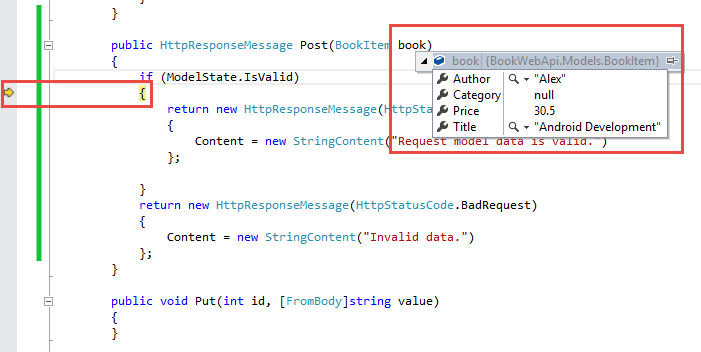 }
public HttpResponseMessage Post(BookItem book)
book | {BookWebApi.Models.BookItem}
{
if (ModelState.IsValid)
Author "Alex"
{
Category null
return new HttpResponseMessage(HttpSta
Price 30.5
{
Title "Android Development"
Content = new StringContent("Request model data is valid.")
};
}
return new HttpResponseMessage(HttpStatusCode.BadRequest)
{
Content = new StringContent("Invalid data.")
};
}
public void Put(int id, [FromBody]string value)
{
}